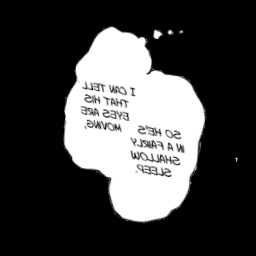 I CAN TELL
THAT HIS
EYES ARE
MOVING,
SO HE'S
IN A FAIRLY
SHALLOW
SLEEP.